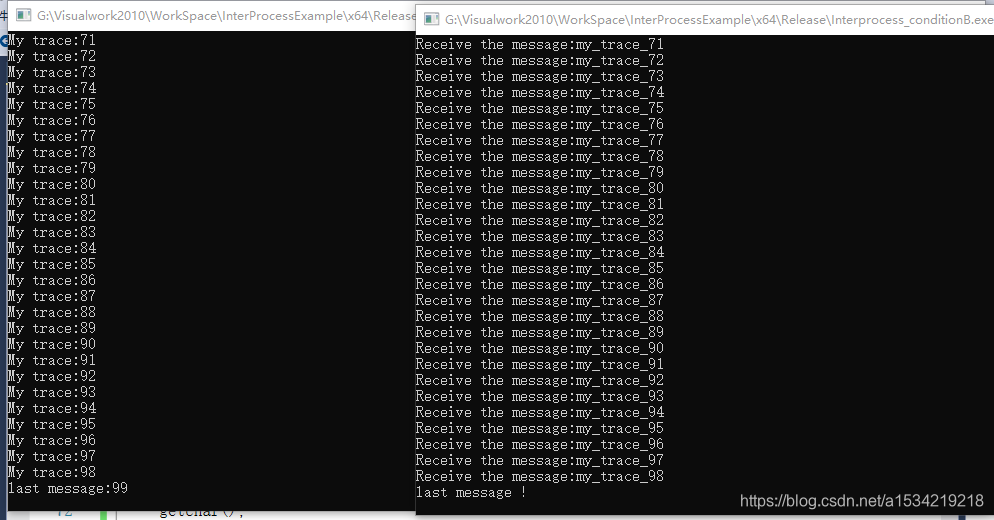 G:\Visualwork2010\WorkSpace\InterProcessExample\x64\Release
My trace:71
My trace:72
My trace:73
My trace:74
My trace:75
My trace:76
My trace:77
My trace:78
My trace:79
My trace:80
My trace:81
My trace:82
My trace:83
My trace:84
My trace:85
My trace:86
My trace:87
My trace:88
My trace:89
My trace:90
My trace:91
My trace:92
My trace:93
My trace:94
My trace:95
My trace:96
My trace:97
My trace:98
last message:99
G:\Visualwork2010\WorkSpace\InterProcessExample\x64\Release\Interprocess_conditionB.exe
Receive the message:my_trace_71
Receive the message:my_trace_72
Receive the message:my_trace_73
Receive the message:my_trace_74
Receive the message:my_trace_75
Receive the message:my_trace_76
Receive the message:my_trace_77
Receive the message:my_trace_78
Receive the message:my_trace_79
Receive the message:my_trace_80
Receive the message:my_trace_81
Receive the message:my_trace_82
Receive the message:my_trace_83
Receive the message:my_trace_84
Receive the message:my_trace_85
Receive the message:my_trace_86
Receive the message:my_trace_87
Receive the message:my_trace_88
Receive the message:my_trace_89
Receive the message:my_trace_90
Receive the message:my_trace_91
Receive the message:my_trace_92
Receive the message:my_trace_93
Receive the message:my_trace_94
Receive the message:my_trace_95
Receive the message:my_trace_96
Receive the message:my_trace_97
Receive the message:my_trace_98
last message !
https://blog.csdn.net/a1534219218